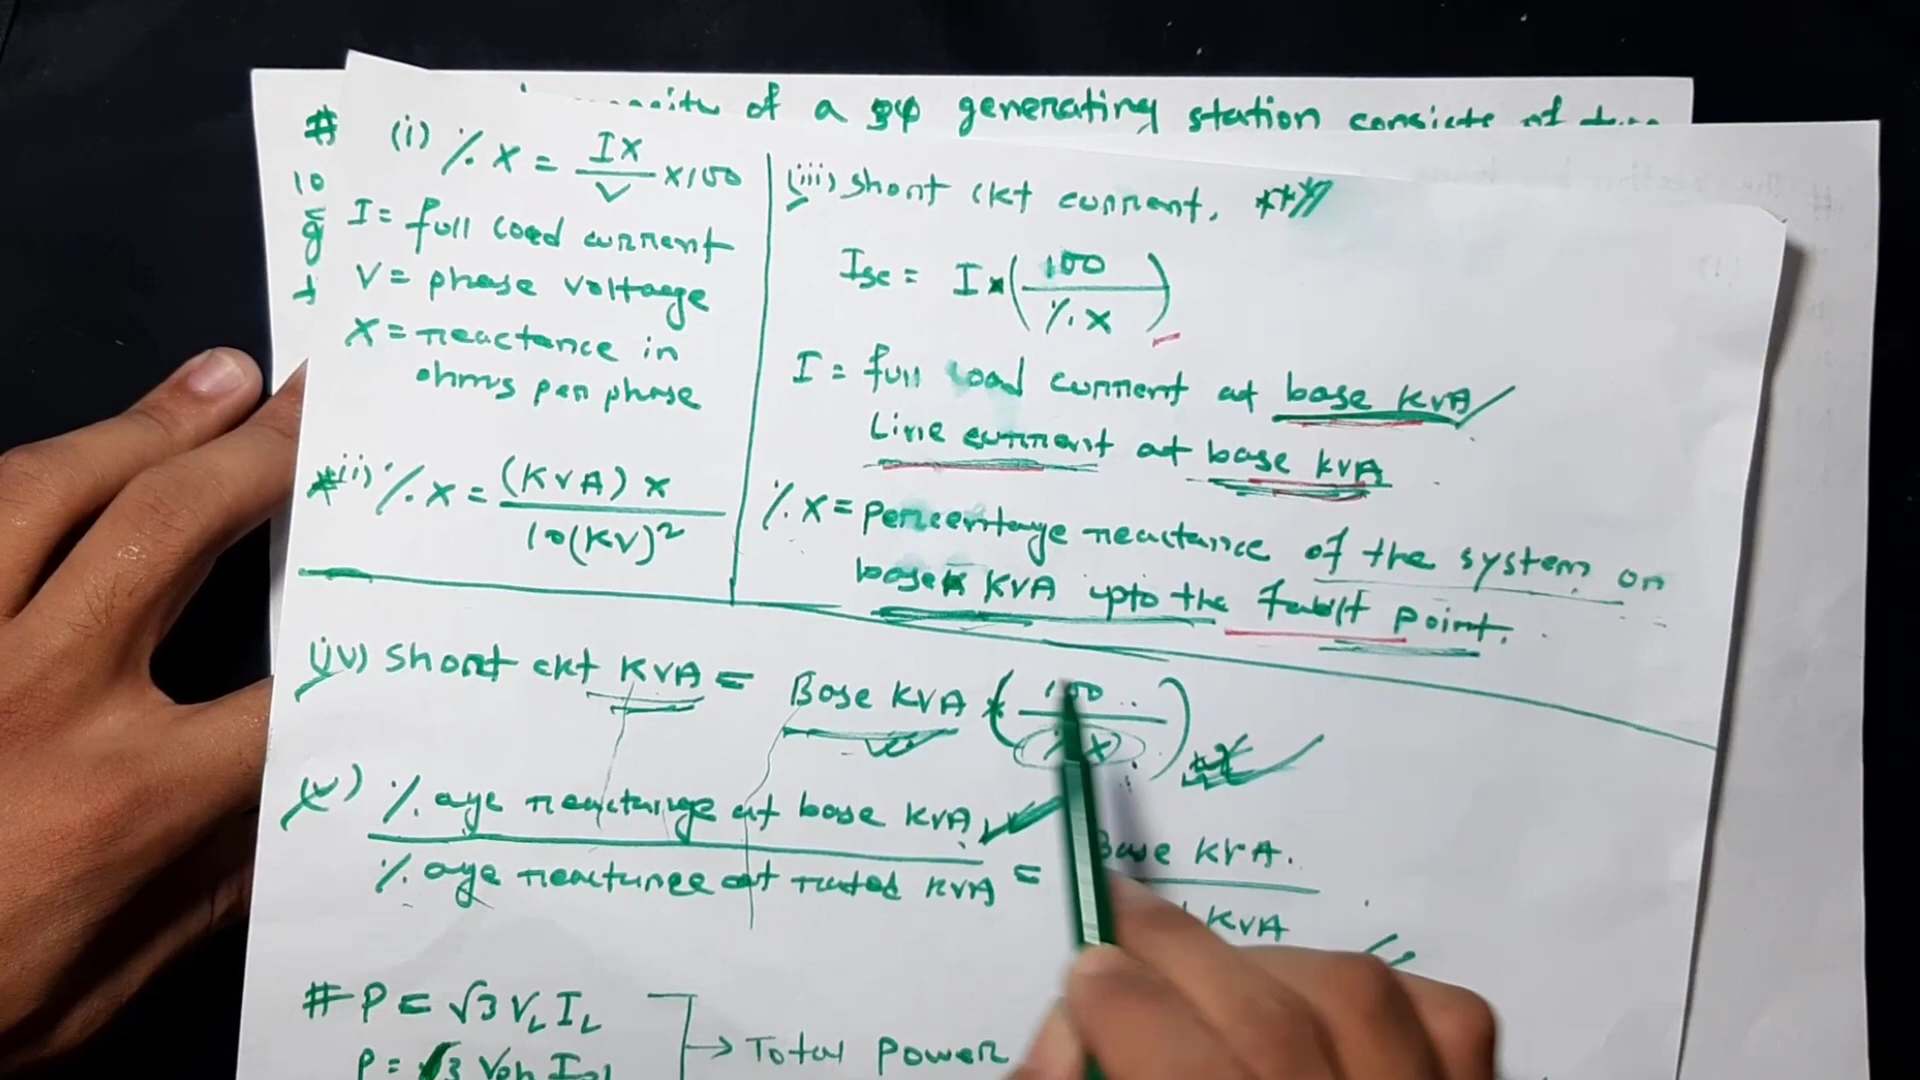 of a 3φ generating station consists of
#
10
(i) % X = IX/V ×100
I = full load current
V = phase voltage
X = reactance in
ohms per phase
*ii) % X = (KVA) X / 10(KV)²
(iii) Short ckt current. ***
Isc = I × (100 / % X)
I = full load current at base KVA
Line current at base KVA
% X = percentage reactance of the system on
base KVA upto the fault point.
(iv) Short ckt KVA = Base KVA * (100 / % X)
(v) % age reactance at base KVA / % age reactance at rated KVA = Base KVA. / KVA
# P = √3 VL IL
P = √3 Vph
→ Total power